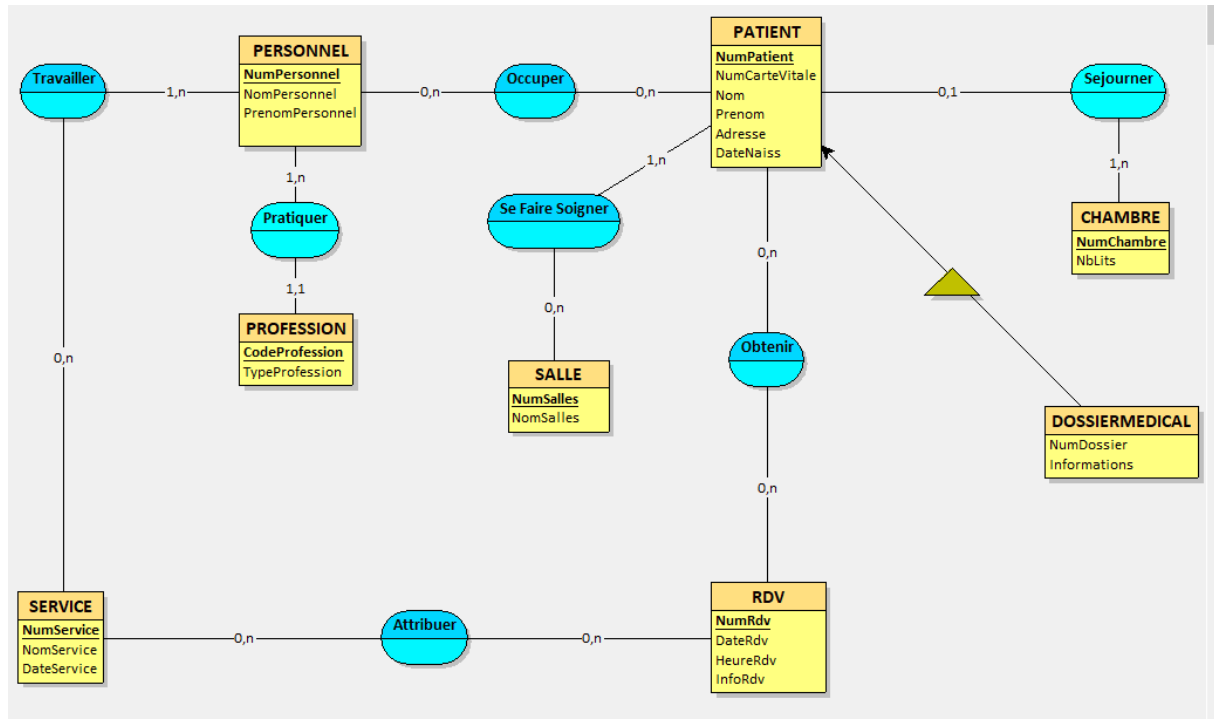 PERSONNEL
NumPersonnel
NomPersonnel
PrenomPersonnel
Travailler
1,n
0,n
Occuper
0,n
PATIENT
NumPatient
NumCarteVitale
Nom
Prenom
Adresse
DateNaiss
0,1
Sejourner
1,n
CHAMBRE
NumChambre
NbLits
1,n
Pratiquer
1,1
PROFESSION
CodeProfession
TypeProfession
1,n
Se Faire Soigner
0,n
SALLE
NumSalles
NomSalles
0,n
Obtenir
0,n
DOSSIERMEDICAL
NumDossier
Informations
0,n
SERVICE
NumService
NomService
DateService
0,n
Attribuer
0,n
RDV
NumRdv
DateRdv
HeureRdv
InfoRdv